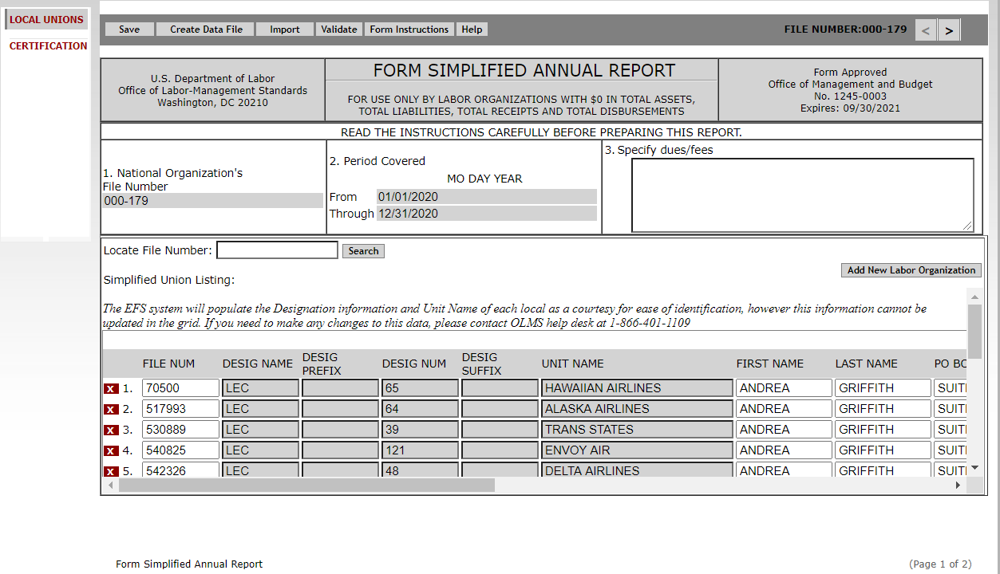 LOCAL UNIONS
CERTIFICATION
Save Create Data File Import Validate Form Instructions Help FILE NUMBER:000-179 < >
U.S. Department of Labor
Office of Labor-Management Standards
Washington, DC 20210
FORM SIMPLIFIED ANNUAL REPORT
FOR USE ONLY BY LABOR ORGANIZATIONS WITH $0 IN TOTAL ASSETS,
TOTAL LIABILITIES, TOTAL RECEIPTS AND TOTAL DISBURSEMENTS
Form Approved
Office of Management and Budget
No. 1245-0003
Expires: 09/30/2021
READ THE INSTRUCTIONS CAREFULLY BEFORE PREPARING THIS REPORT.
1. National Organization's
File Number
000-179
2. Period Covered
MO DAY YEAR
From 01/01/2020
Through 12/31/2020
3. Specify dues/fees
Locate File Number: Search
Add New Labor Organization
Simplified Union Listing:
The EFS system will populate the Designation information and Unit Name of each local as a courtesy for ease of identification, however this information cannot be
updated in the grid. If you need to make any changes to this data, please contact OLMS help desk at 1-866-401-1109
FILE NUM DESIG NAME DESIG PREFIX DESIG NUM DESIG SUFFIX UNIT NAME FIRST NAME LAST NAME PO BO
X 1. 70500 LEC 65 HAWAIIAN AIRLINES ANDREA GRIFFITH SUIT
X 2. 517993 LEC 64 ALASKA AIRLINES ANDREA GRIFFITH SUIT
X 3. 530889 LEC 39 TRANS STATES ANDREA GRIFFITH SUIT
X 4. 540825 LEC 121 ENVOY AIR ANDREA GRIFFITH SUIT
X 5. 542326 LEC 48 DELTA AIRLINES ANDREA GRIFFITH SUIT
Form Simplified Annual Report (Page 1 of 2)